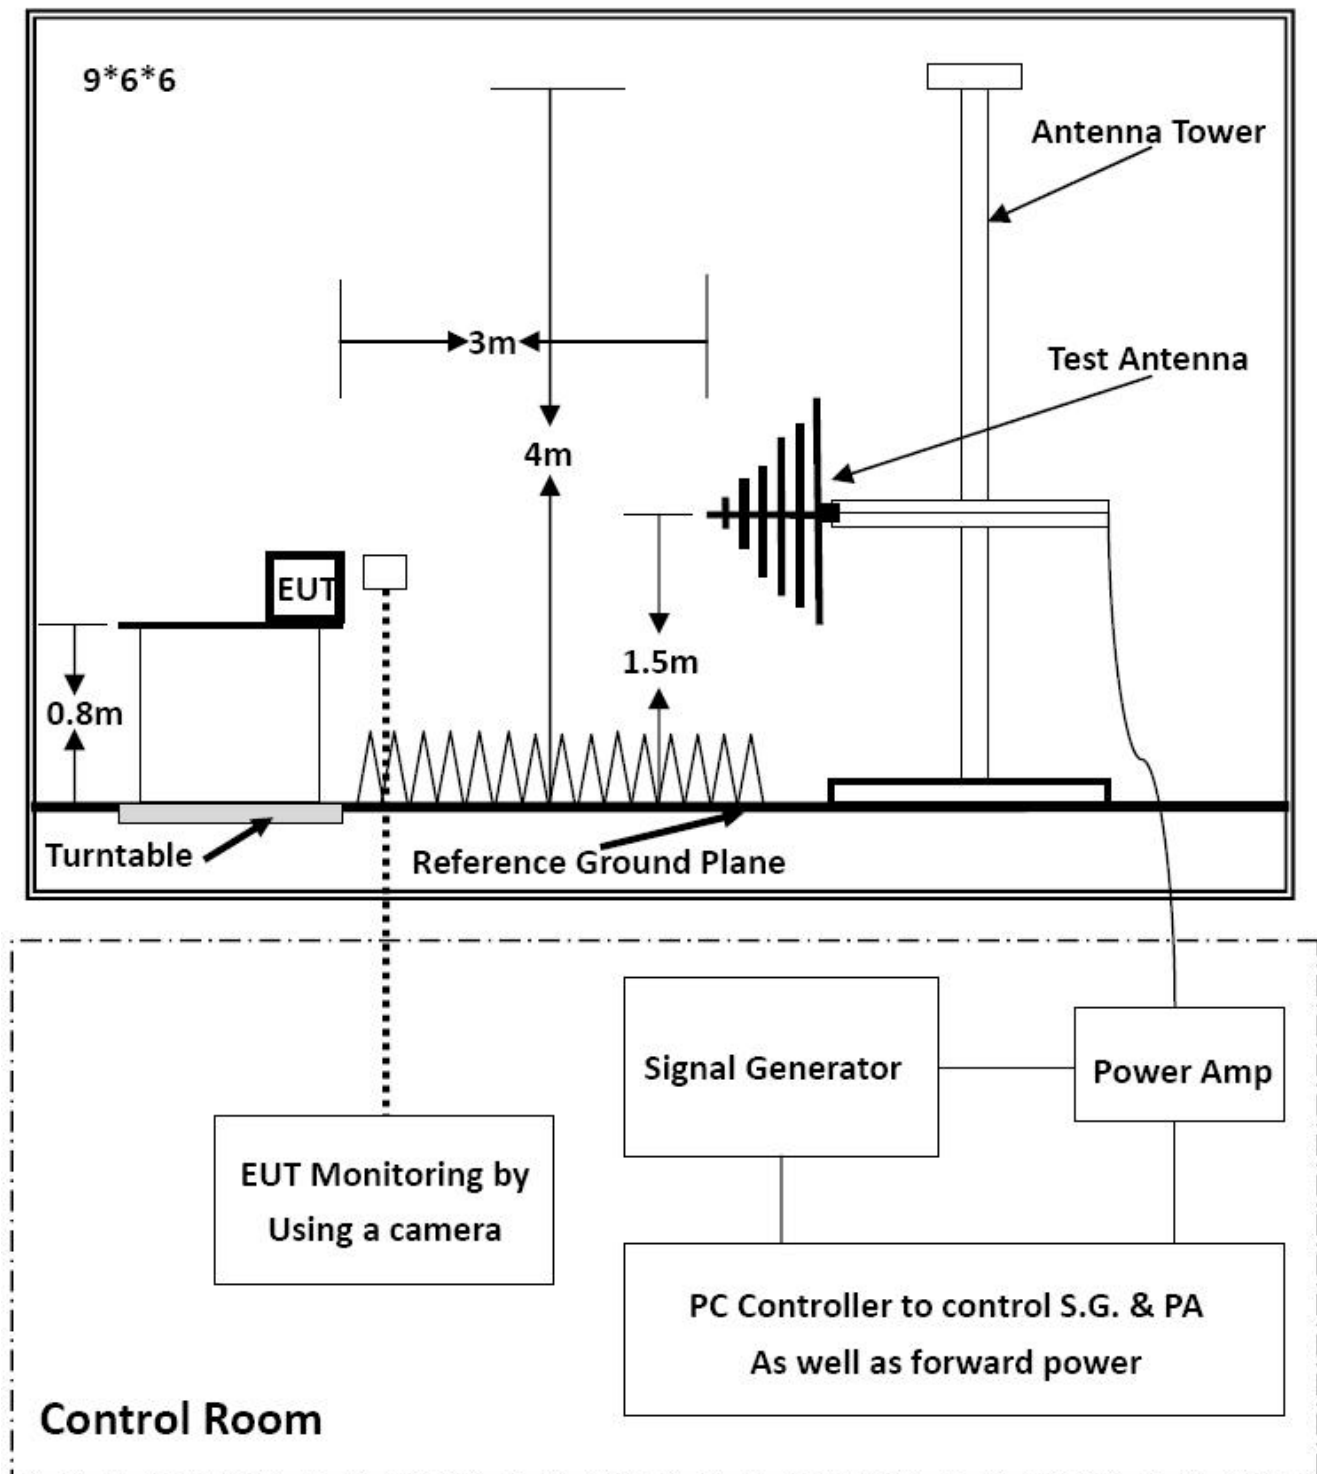 9*6*6
Antenna Tower
3m
Test Antenna
4m
EUT
1.5m
0.8m
Turntable
Reference Ground Plane
Signal Generator
Power Amp
EUT Monitoring by
Using a camera
PC Controller to control S.G. & PA
As well as forward power
Control Room